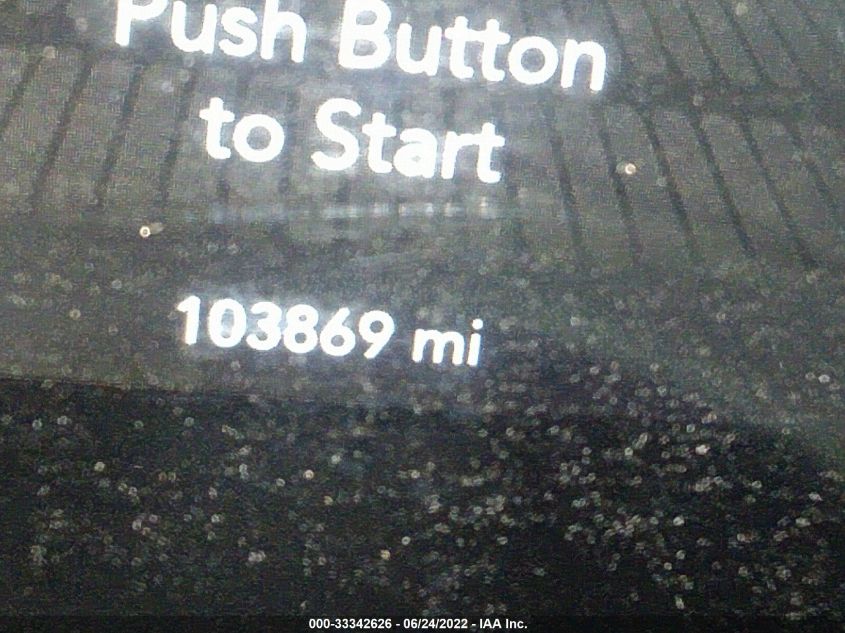 Push Button
to Start
103869 mi
000-33342626 - 06/24/2022 - IAA Inc.